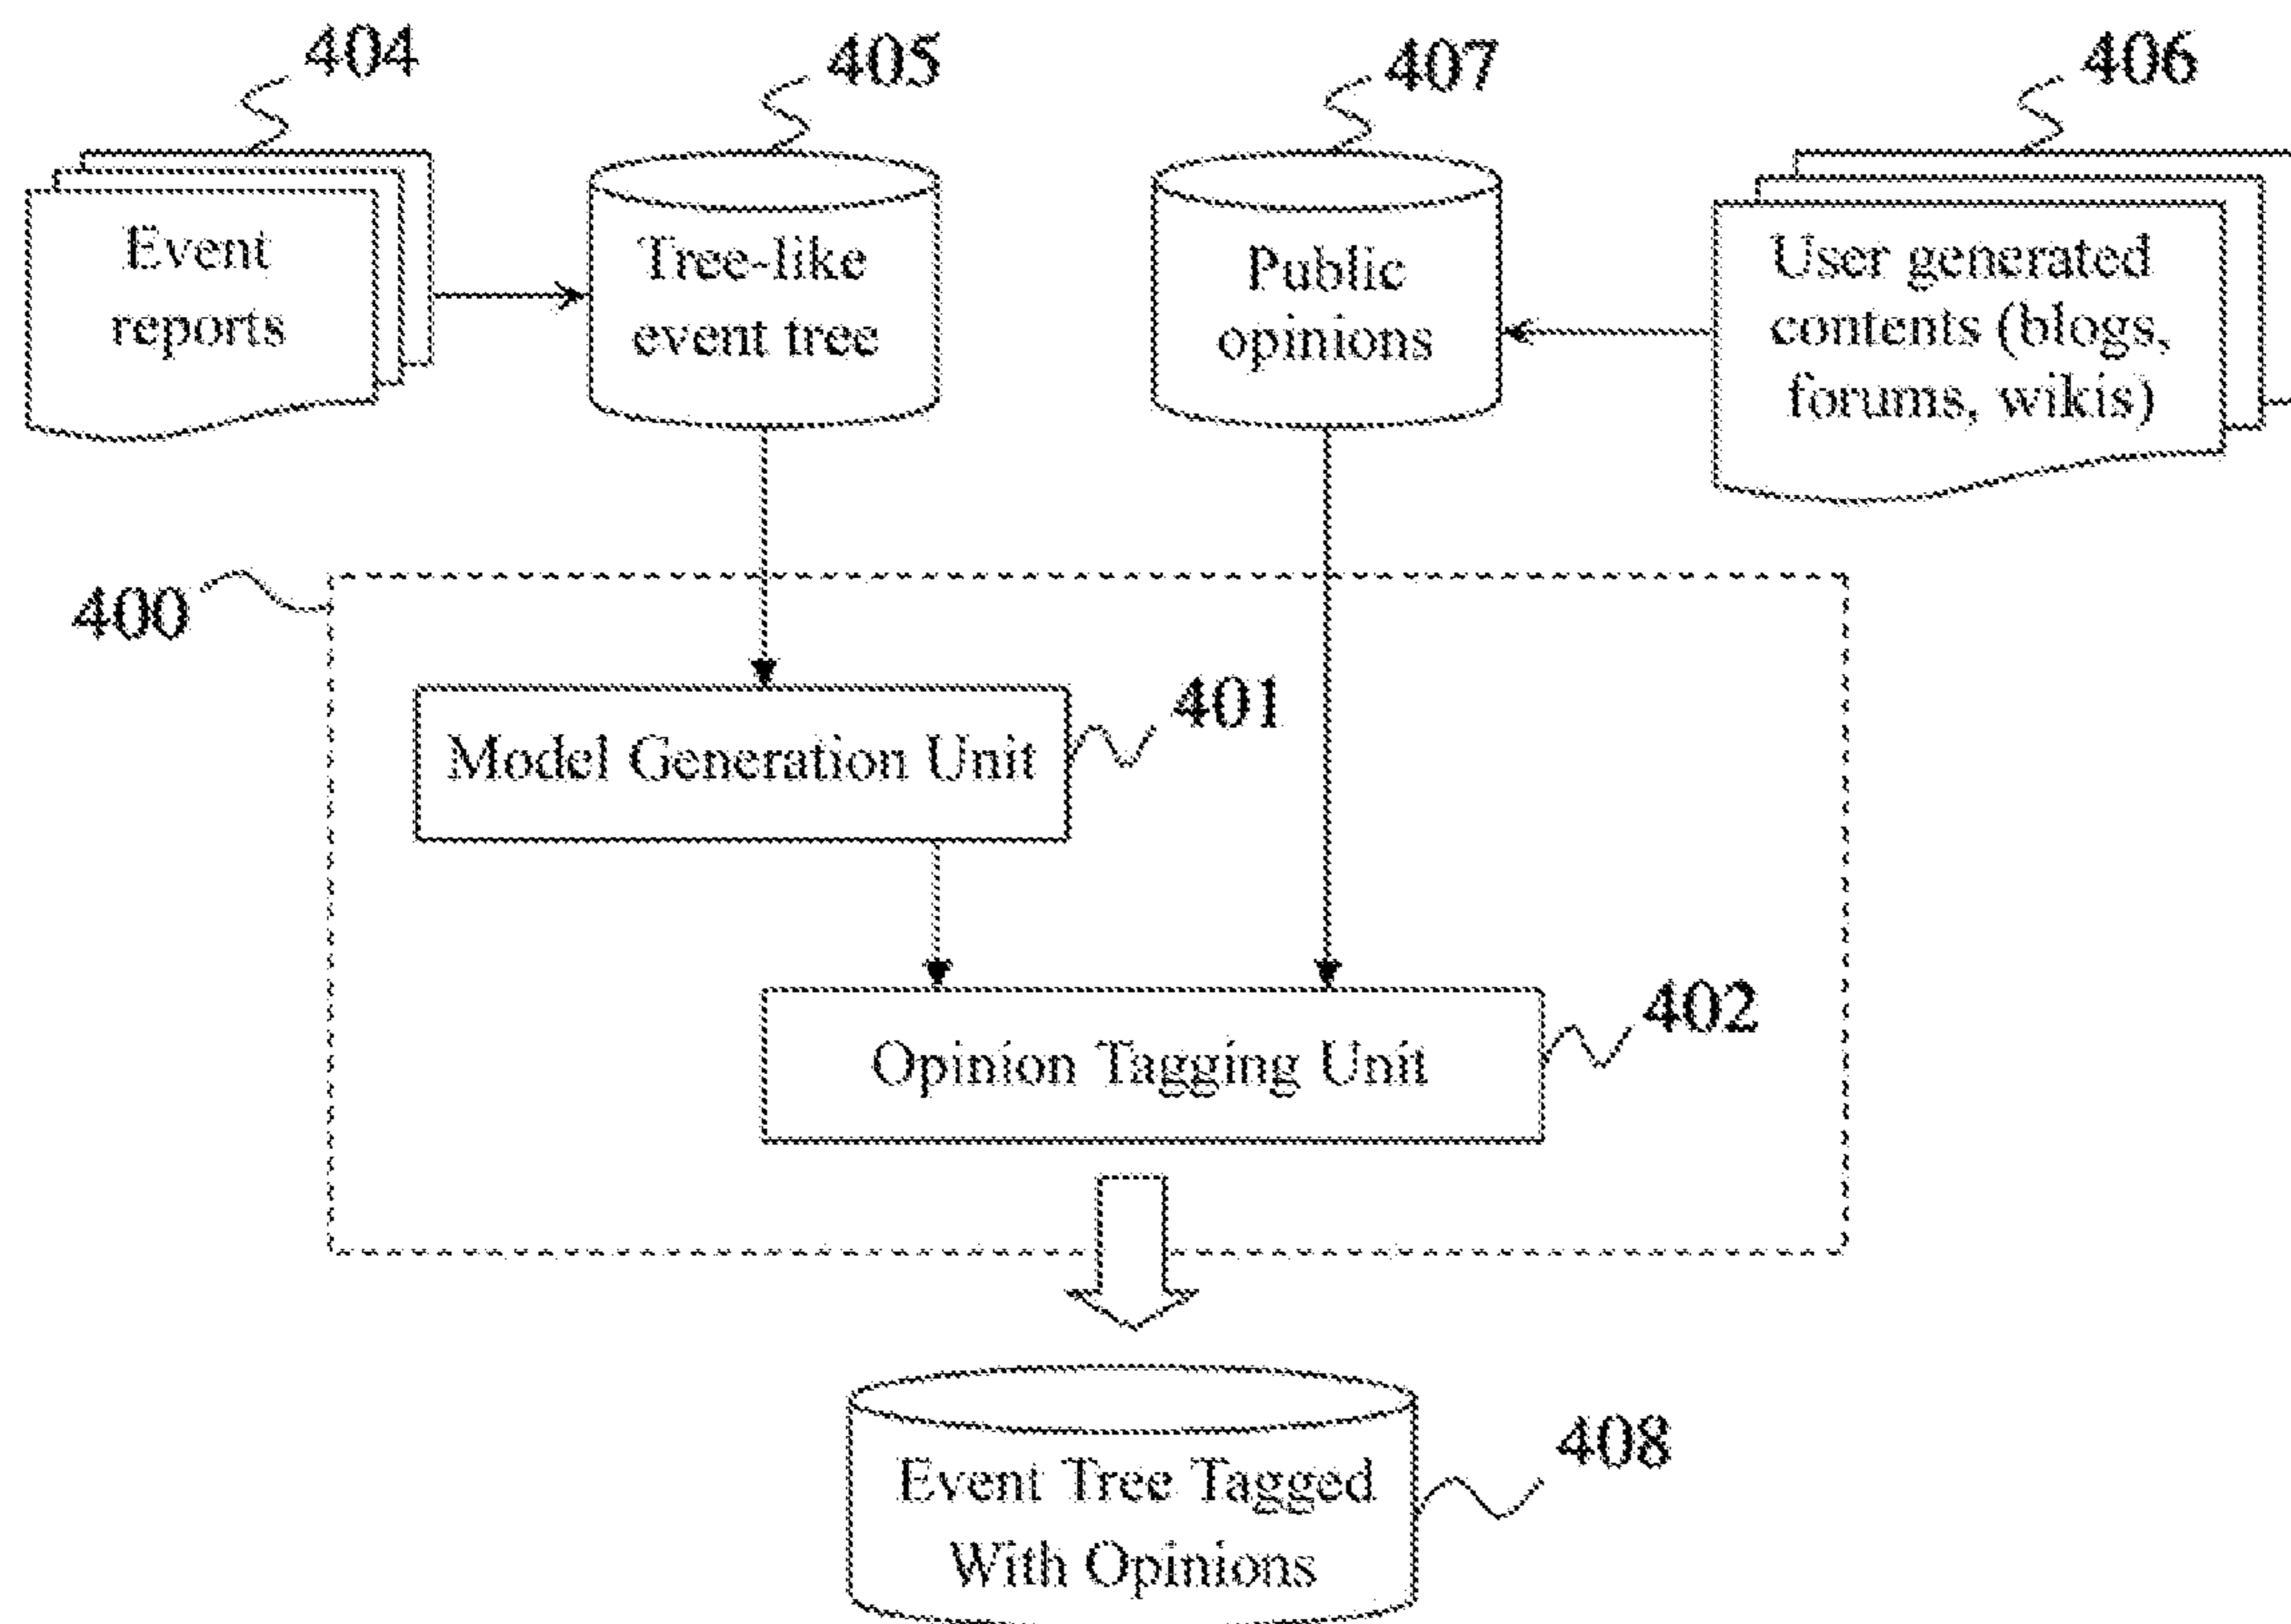 404
405
407
406
Event
reports
Tree-like
event tree
Public
opinions
User generated
contents (blogs,
forums, wikis)
400
Model Generation Unit
401
Opinion Tagging Unit
402
Event Tree Tagged
With Opinions
408